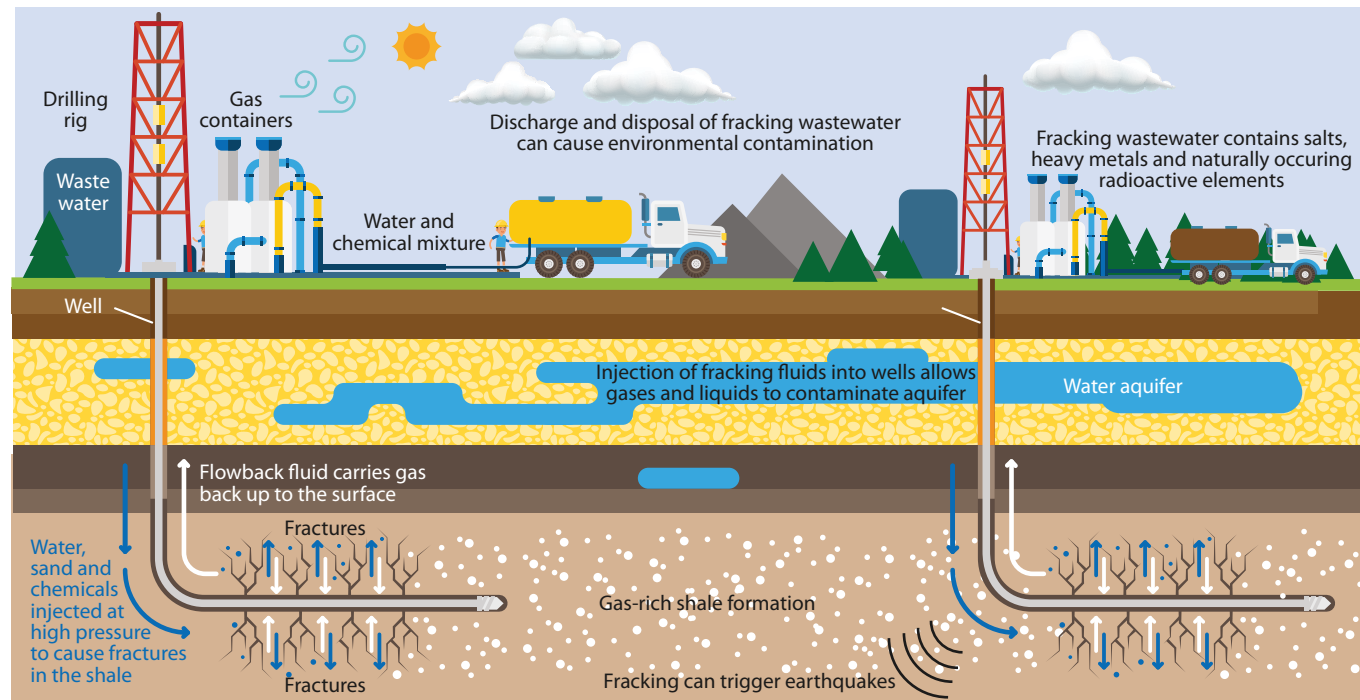 Drilling
rig
Gas
containers
Discharge and disposal of fracking wastewater
can cause environmental contamination
Fracking wastewater contains salts,
heavy metals and naturally occuring
radioactive elements
Waste
water
Water and
chemical mixture
Well
Injection of fracking fluids into wells allows
gases and liquids to contaminate aquifer
Water aquifer
Flowback fluid carries gas
back up to the surface
Fractures
Water,
sand and
chemicals
injected at
high pressure
to cause fractures
in the shale
Gas-rich shale formation
Fractures
Fracking can trigger earthquakes